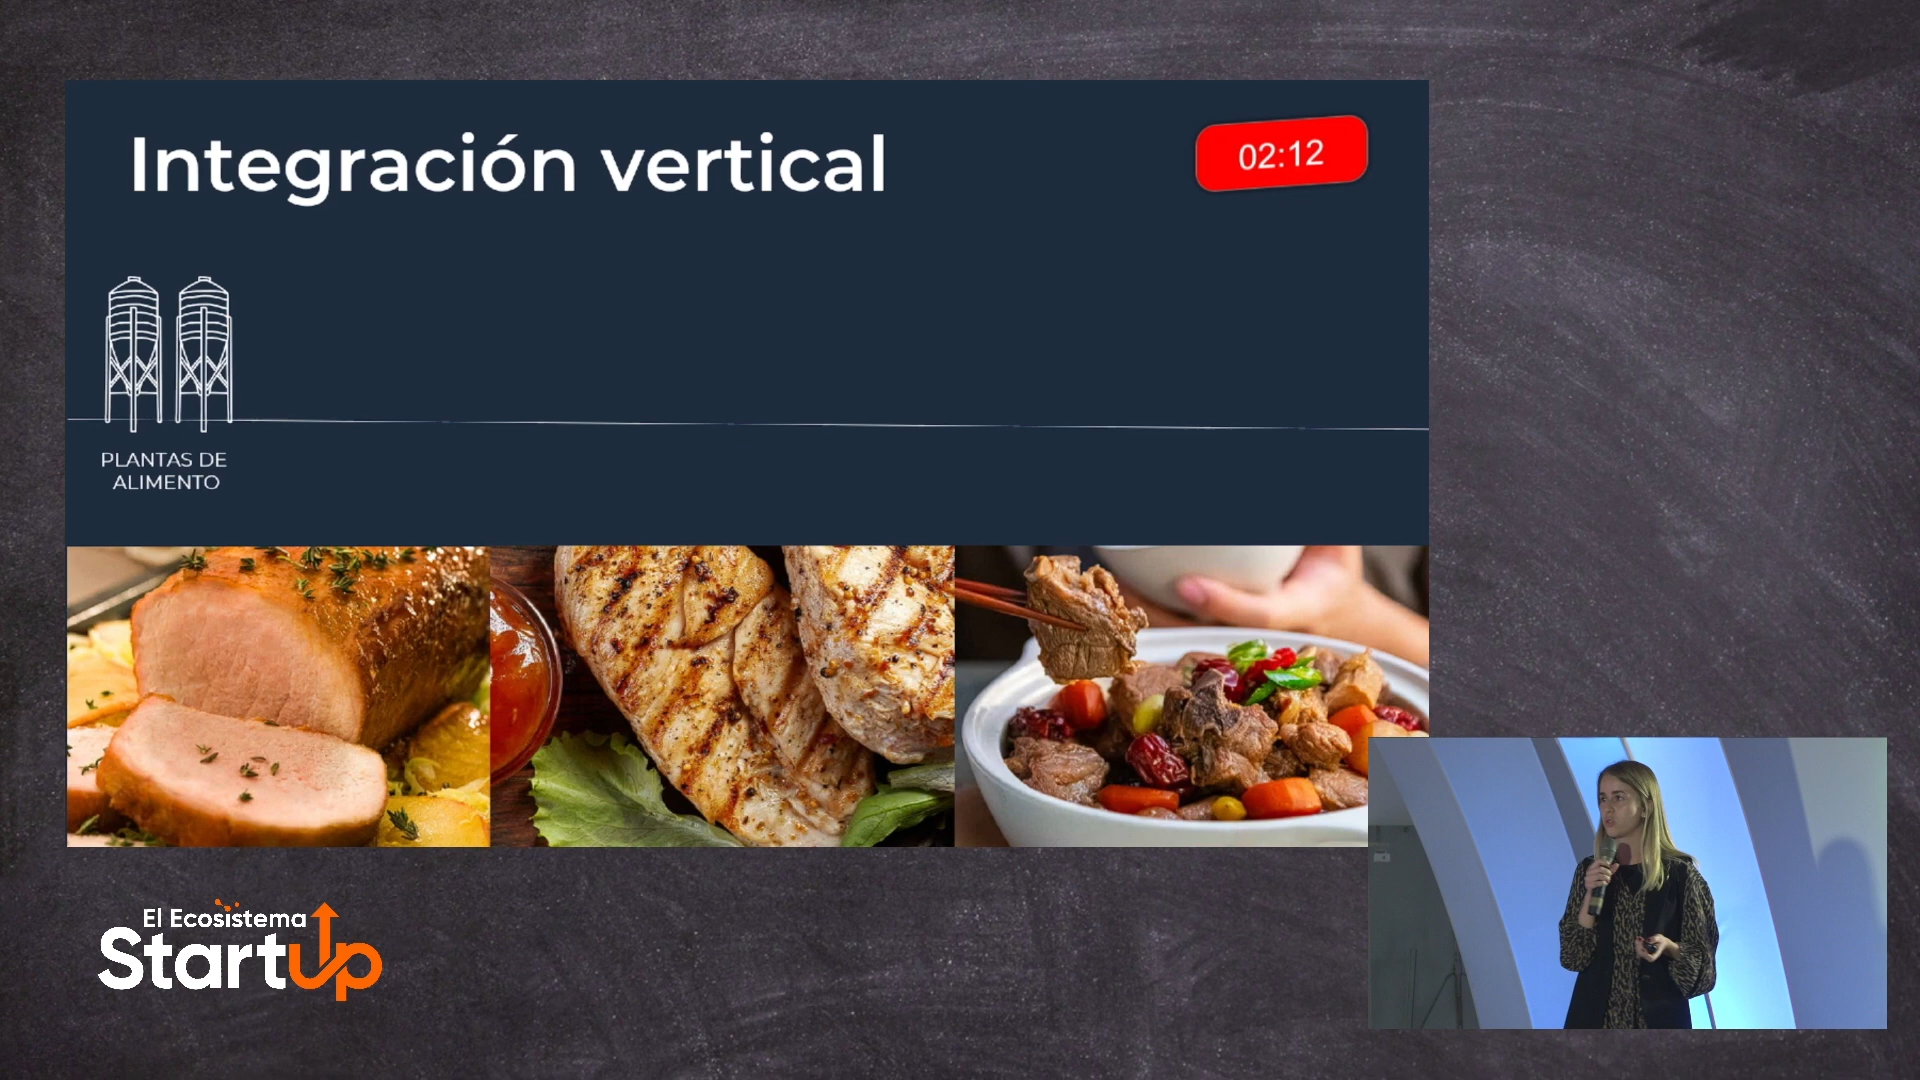 Integración vertical
02:12
PLANTAS DE
ALIMENTO
El Ecosistema
StartUp